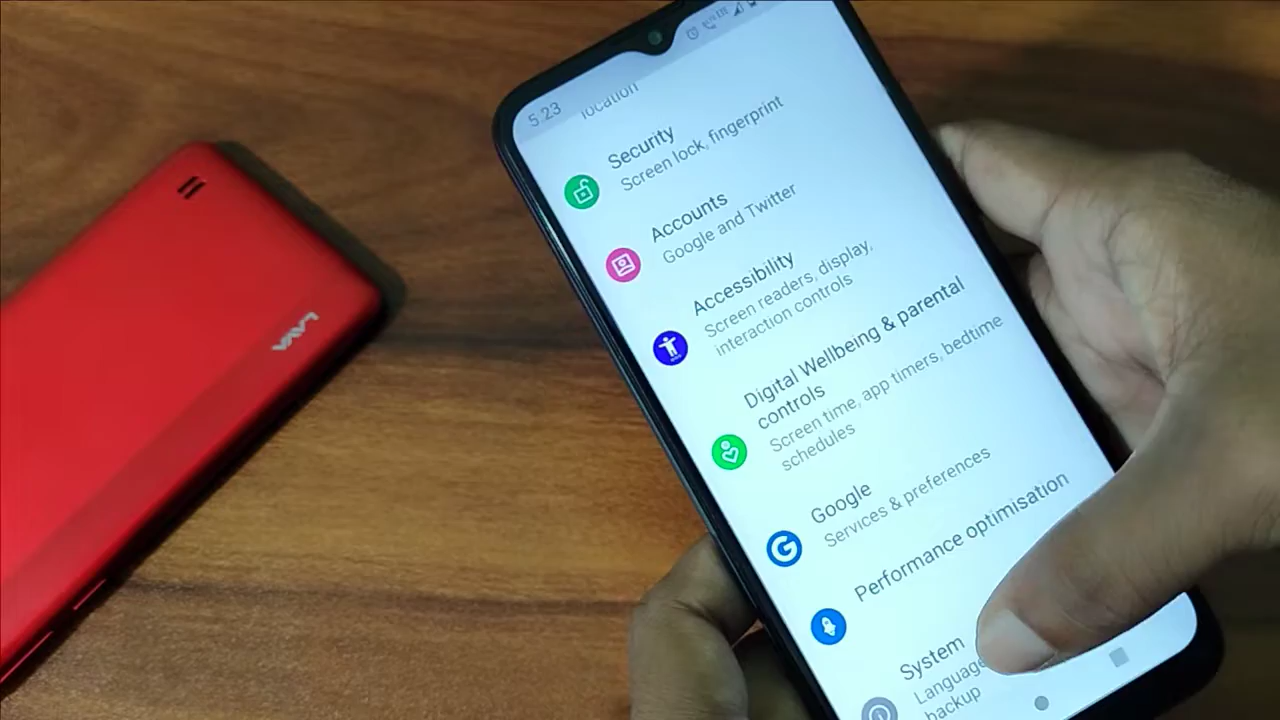 5.23
location
Security
Screen lock, fingerprint
Accounts
Google and Twitter
Accessibility
Screen readers, display,
interaction controls
Digital Wellbeing & parental
controls
Screen time, app timers, bedtime
schedules
Google
Services & preferences
Performance optimisation
System
Language
backup
LAVA